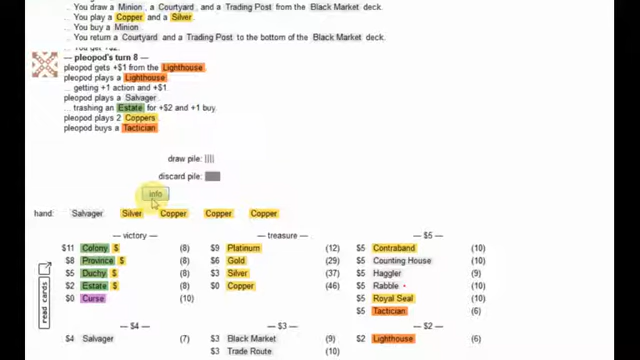 ... You draw a Minion, a Courtyard, and a Trading Post from the Black Market deck.
... You play a Copper and a Silver.
... You buy a Minion.
... You return a Courtyard and a Trading Post to the bottom of the Black Market deck.
... You get +$2.
— pleopod's turn 8 —
pleopod gets +$1 from the Lighthouse.
pleopod plays a Lighthouse.
... getting +1 action and +$1.
pleopod plays a Salvager.
... trashing an Estate for +$2 and +1 buy.
pleopod plays 2 Coppers.
pleopod buys a Tactician.
draw pile:
discard pile:
info
hand: Salvager Silver Copper Copper Copper
— victory — — treasure — — $5 —
$11 Colony $ (8) $9 Platinum (12) $5 Contraband (10)
$8 Province $ (8) $6 Gold (29) $5 Counting House (10)
$5 Duchy $ (8) $3 Silver (37) $5 Haggler (9)
$2 Estate $ (8) $0 Copper (46) $5 Rabble (10)
$0 Curse (10) $5 Royal Seal (10)
$5 Tactician (6)
read cards
— $4 — — $3 — — $2 —
$4 Salvager (7) $3 Black Market (9) $2 Lighthouse (6)
$3 Trade Route (10)